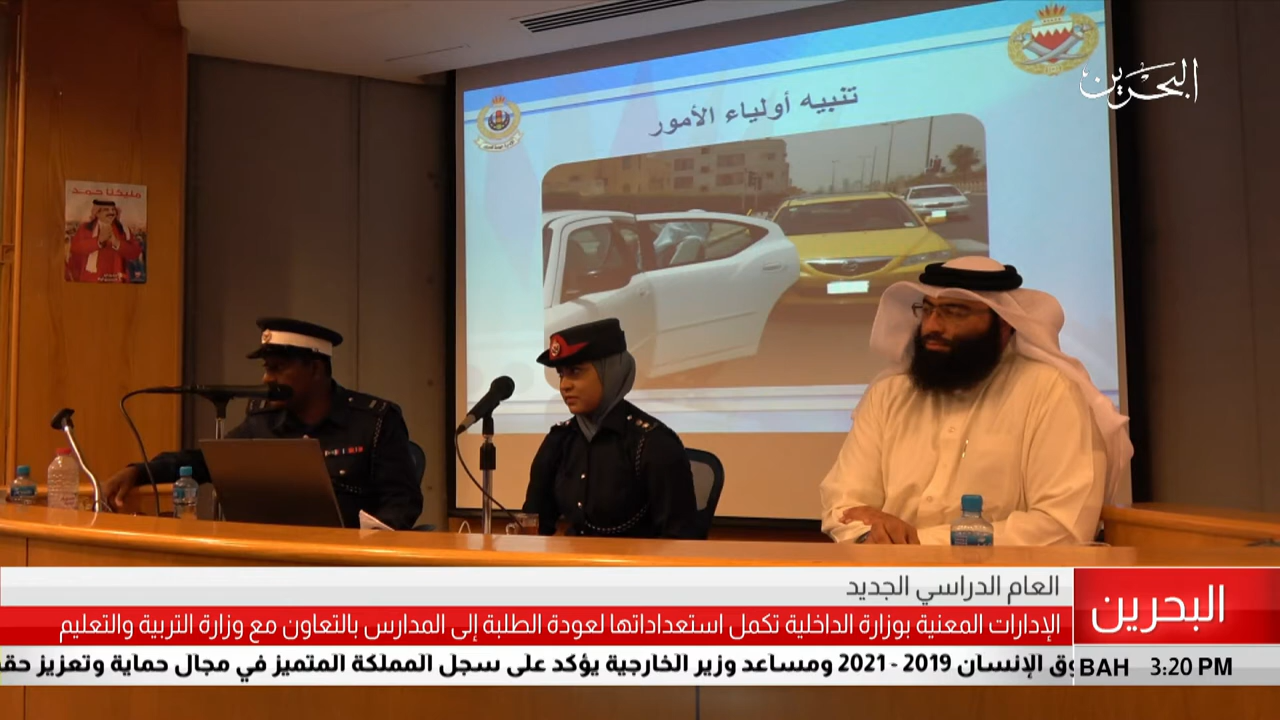 البحرين
تنبيه أولياء الأمور
مليكنا حمد
العام الدراسي الجديد
الإدارات المعنية بوزارة الداخلية تكمل استعداداتها لعودة الطلبة إلى المدارس بالتعاون مع وزارة التربية والتعليم
البحرين
وق الإنسان 2019 - 2021 ومساعد وزير الخارجية يؤكد على سجل المملكة المتميز في مجال حماية وتعزيز حق
BAH 3:20 PM